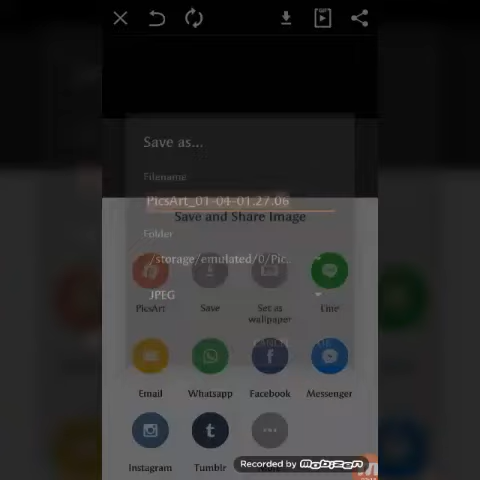 Save as...
Filename
PicsArt_01-04-01.27.06
Save and Share Image
Folder
/storage/emulated/0/Pic..
JPEG
PicsArt
Save
Set as
wallpaper
Line
Email
Whatsapp
Facebook
Messenger
Instagram
Tumblr
Recorded by mobizen